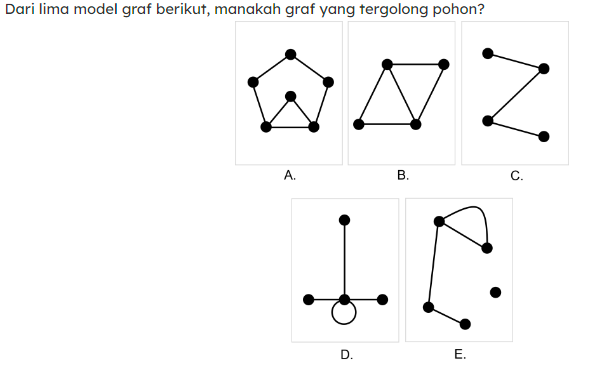 Dari lima model graf berikut, manakah graf yang tergolong pohon?
A.
B.
C.
D.
E.